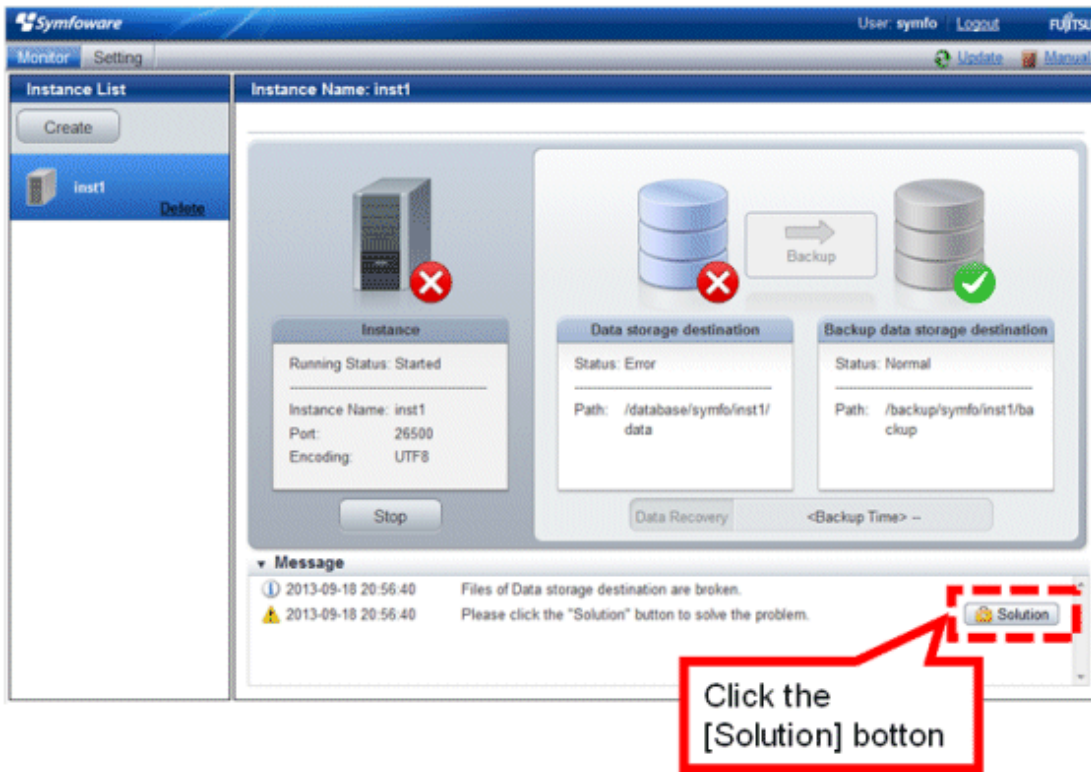 Symfoware
User: symfo Logout FUJITSU
Monitor Setting
Update Manual
Instance List
Instance Name: inst1
Create
inst1
Delete
Backup
Instance
Running Status: Started
Instance Name: inst1
Port: 26500
Encoding: UTF8
Stop
Data storage destination
Status: Error
Path: /database/symfo/inst1/
data
Backup data storage destination
Status: Normal
Path: /backup/symfo/inst1/ba
ckup
Data Recovery <Backup Time> --
Message
2013-09-18 20:56:40 Files of Data storage destination are broken.
2013-09-18 20:56:40 Please click the "Solution" button to solve the problem.
Solution
Click the
[Solution] botton